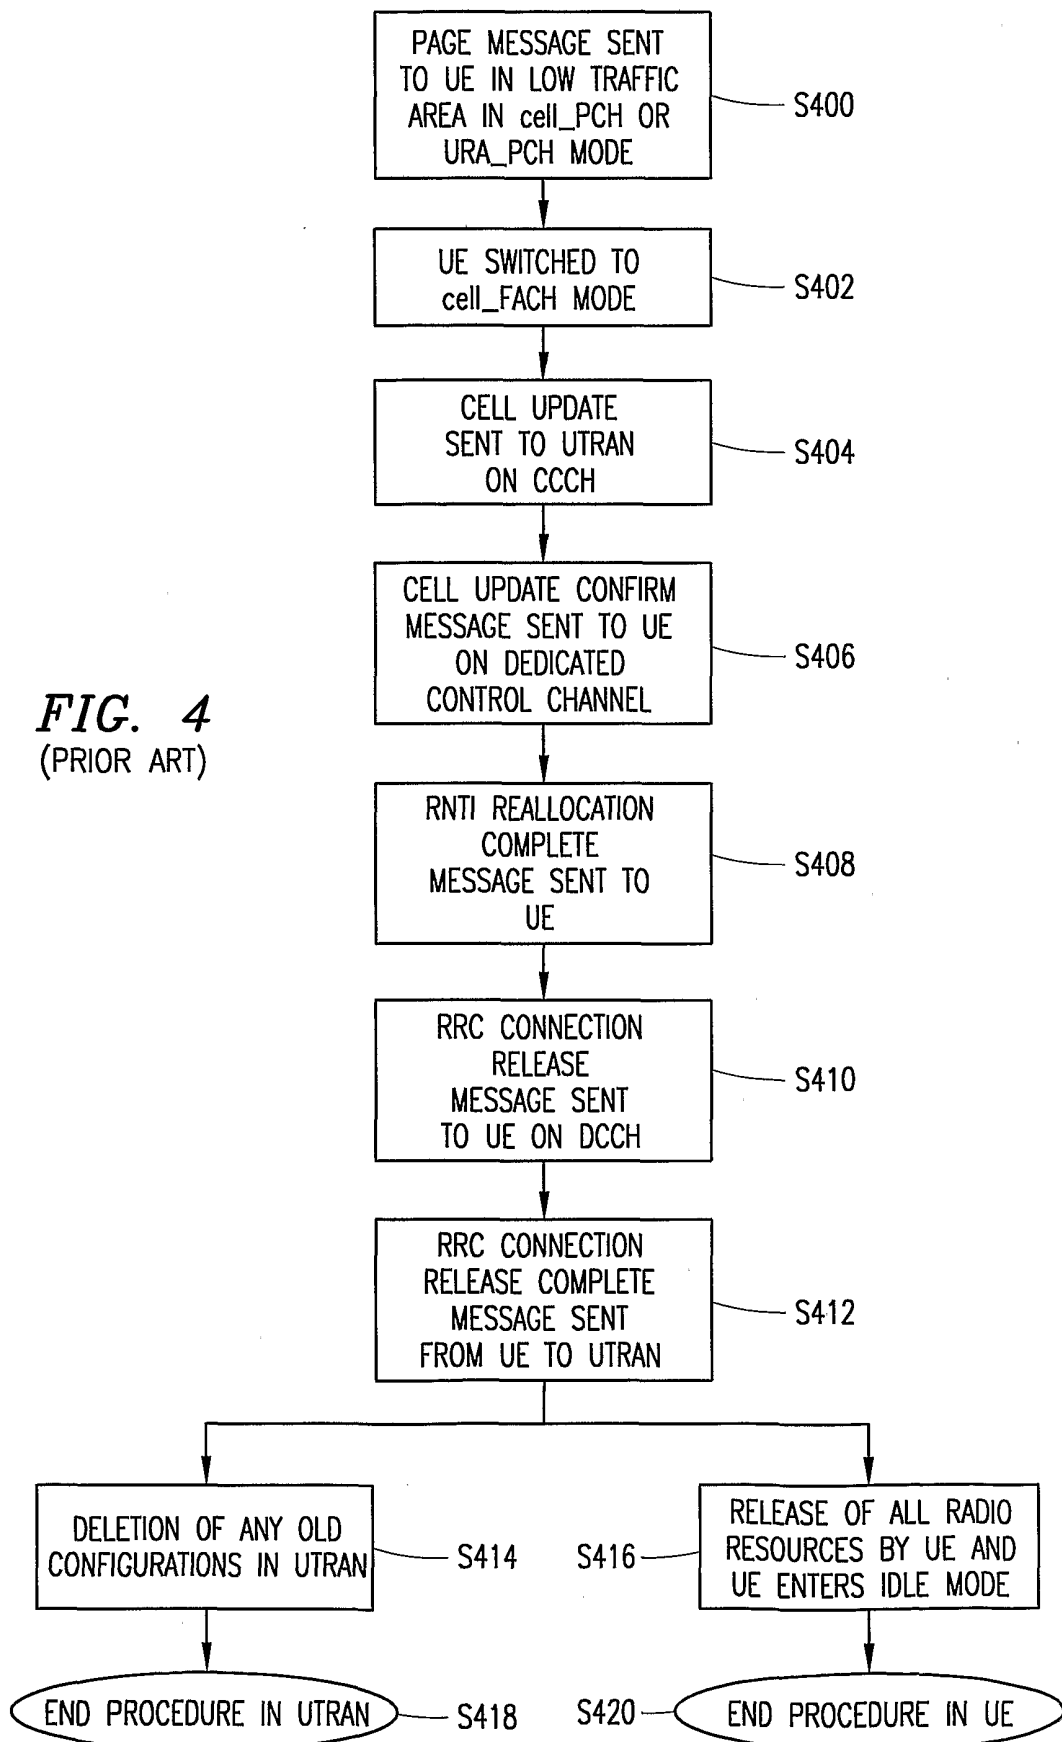 PAGE MESSAGE SENT
TO UE IN LOW TRAFFIC
AREA IN cell_PCH OR
URA_PCH MODE
S400
UE SWITCHED TO
cell_FACH MODE
S402
CELL UPDATE
SENT TO UTRAN
ON CCCH
S404
CELL UPDATE CONFIRM
MESSAGE SENT TO UE
ON DEDICATED
CONTROL CHANNEL
S406
FIG. 4
(PRIOR ART)
RNTI REALLOCATION
COMPLETE
MESSAGE SENT TO
UE
S408
RRC CONNECTION
RELEASE
MESSAGE SENT
TO UE ON DCCH
S410
RRC CONNECTION
RELEASE COMPLETE
MESSAGE SENT
FROM UE TO UTRAN
S412
DELETION OF ANY OLD
CONFIGURATIONS IN UTRAN
S414
S416
RELEASE OF ALL RADIO
RESOURCES BY UE AND
UE ENTERS IDLE MODE
END PROCEDURE IN UTRAN
S418
S420
END PROCEDURE IN UE